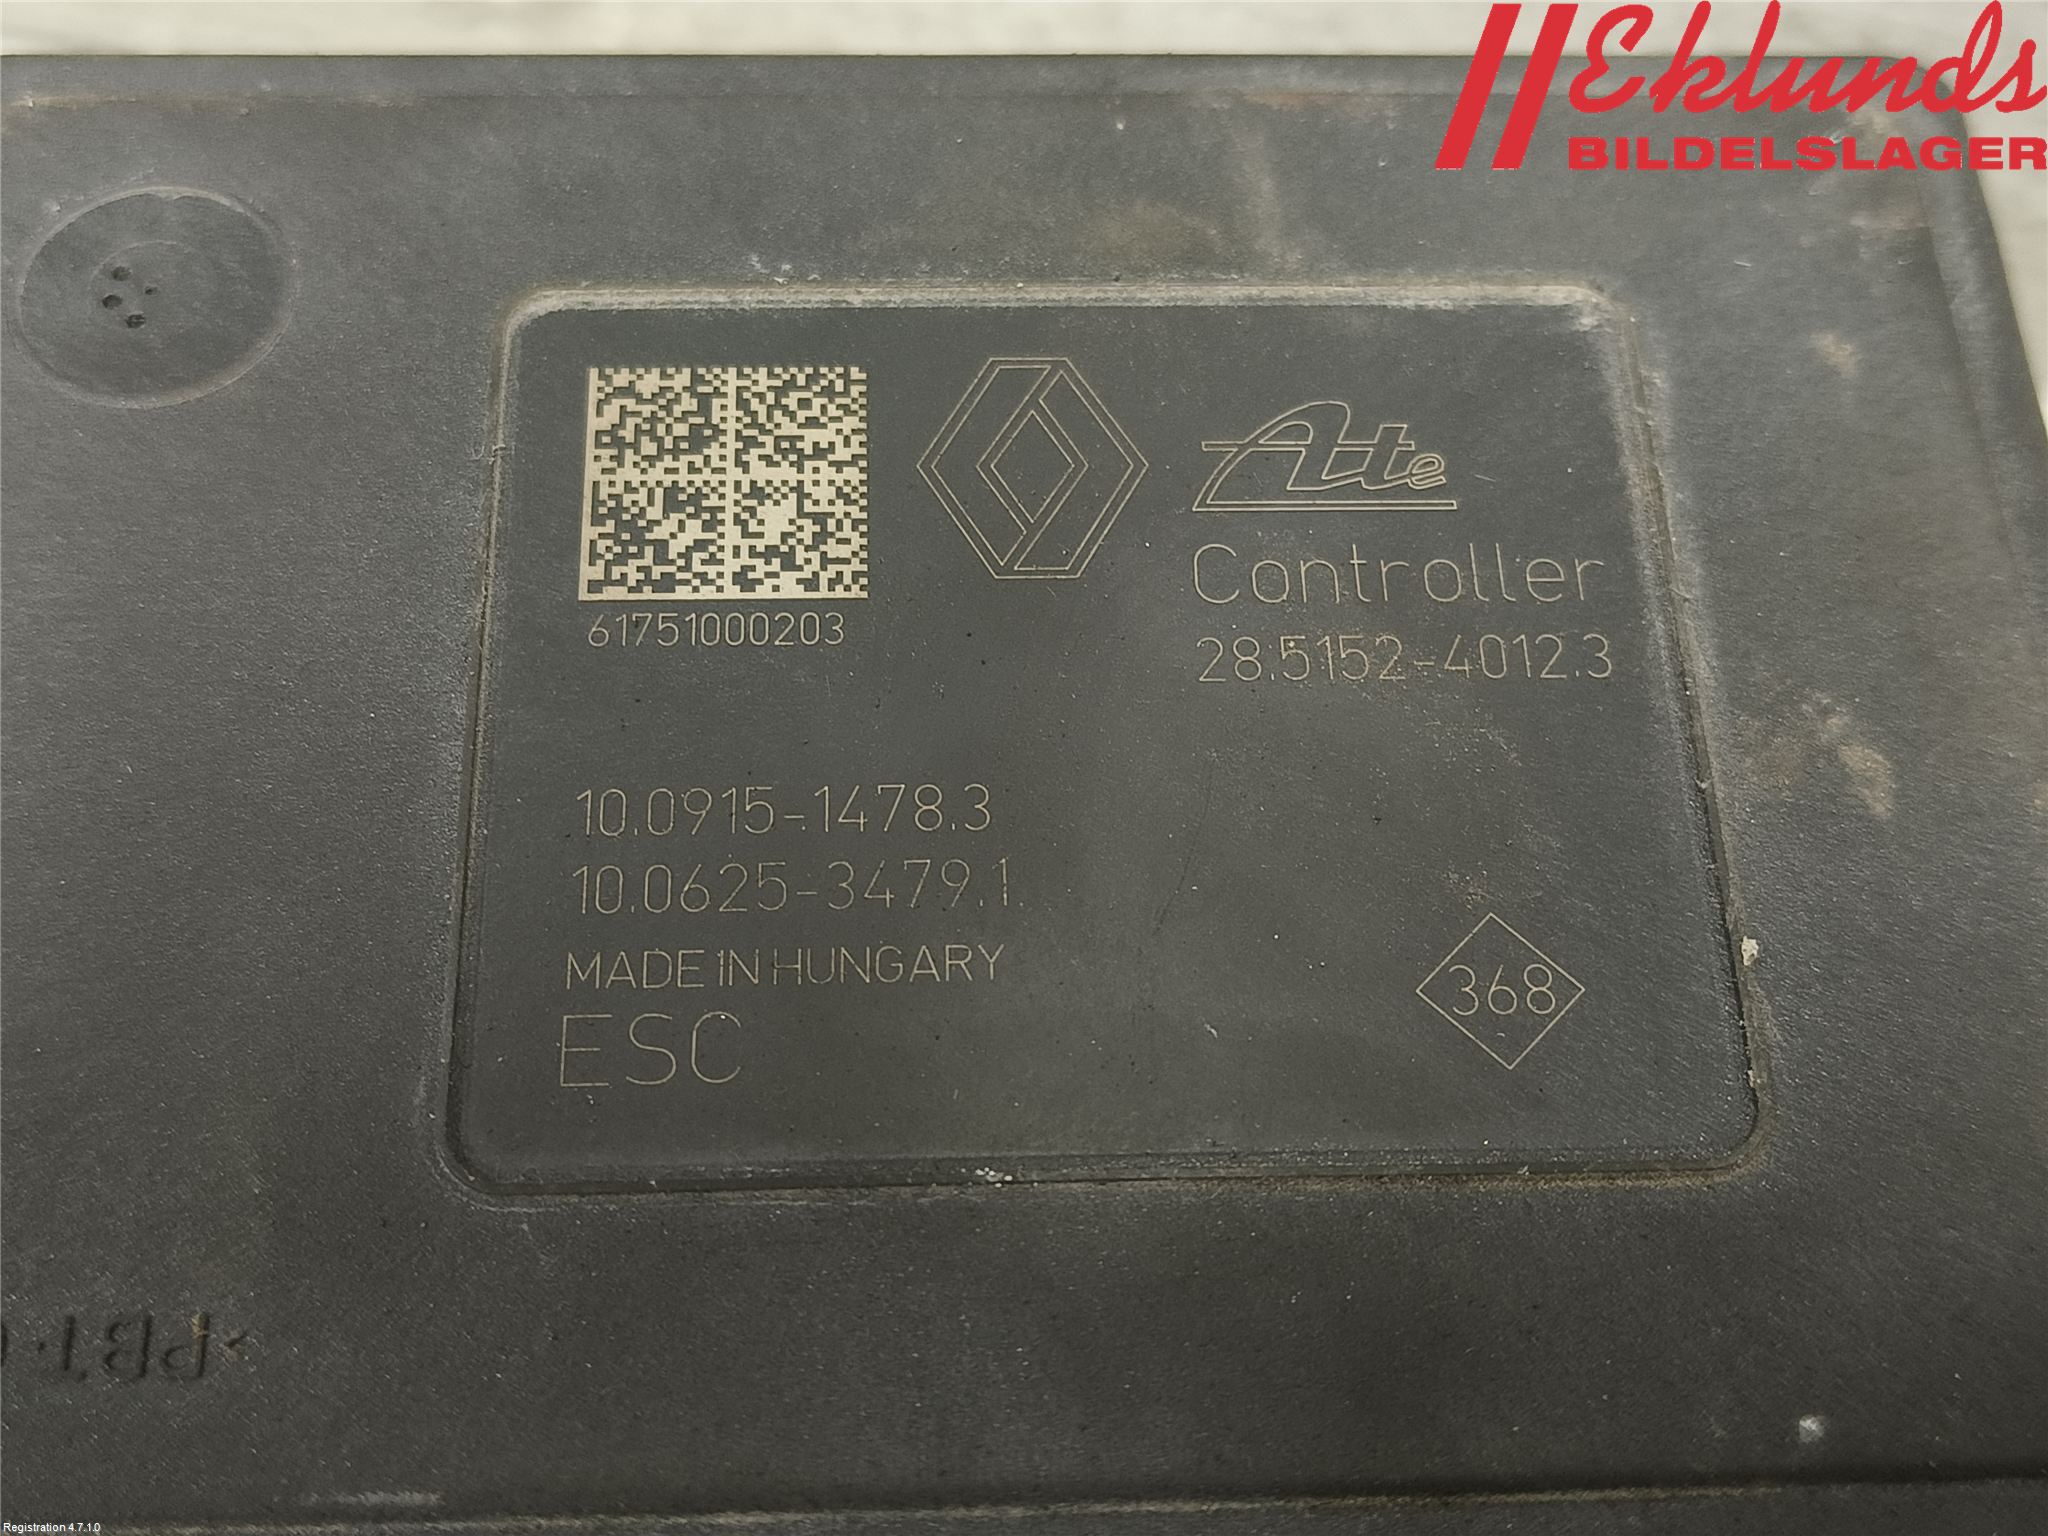 Eklunds
BILDELSLAGER
Ate
Controller
61751000203
28.5152-4012.3
10.0915-1478.3
10.0625-3479.1
MADE IN HUNGARY
368
ESC
Registration 4.7.1.0